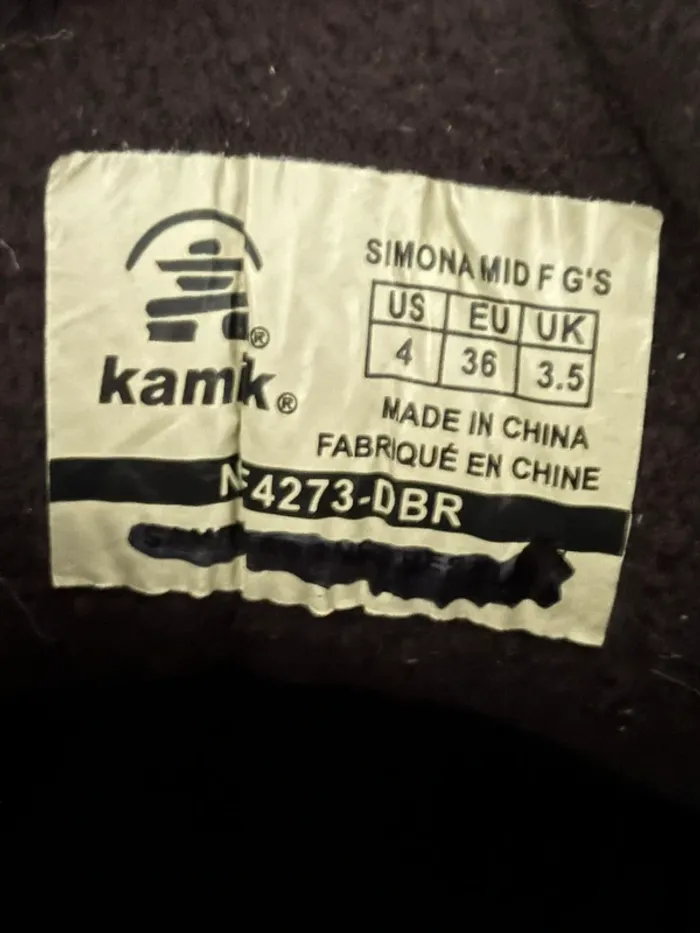 kamik®
SIMONA MID F G'S
US EU UK
4 36 3.5
MADE IN CHINA
FABRIQUÉ EN CHINE
4273-DBR